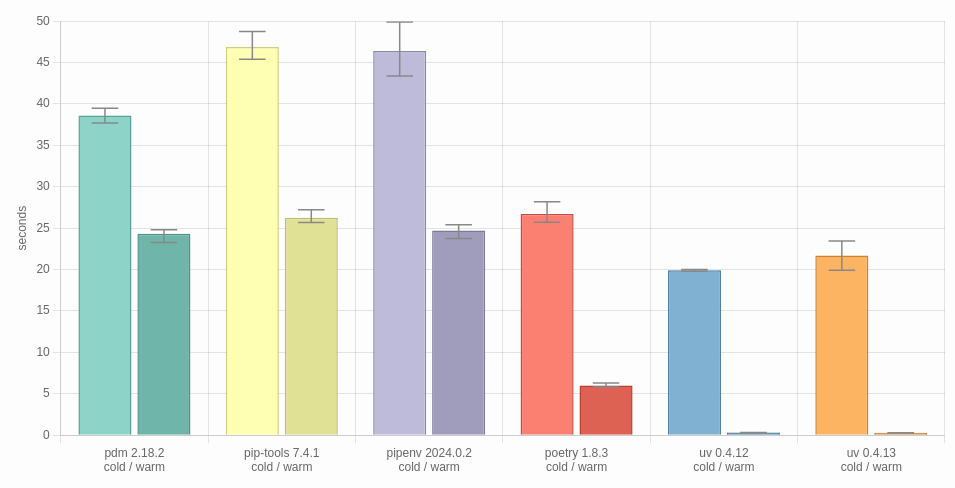 50
45
40
35
30
25
20
15
10
5
0
seconds
pdm 2.18.2
cold / warm
pip-tools 7.4.1
cold / warm
pipenv 2024.0.2
cold / warm
poetry 1.8.3
cold / warm
uv 0.4.12
cold / warm
uv 0.4.13
cold / warm